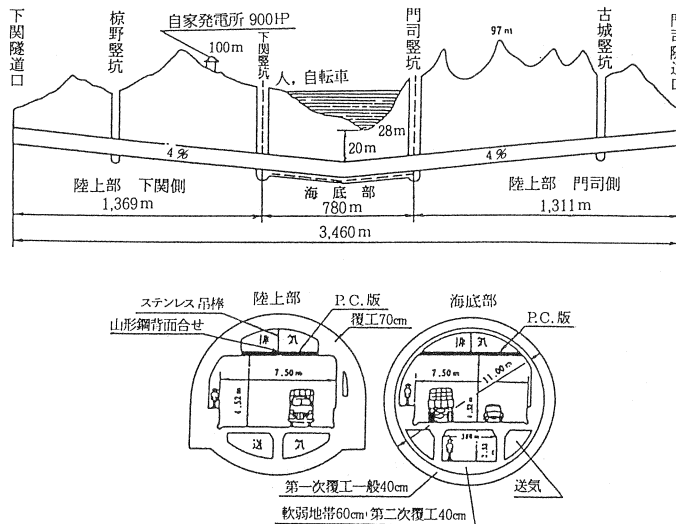 下関隧道口
椋野竪坑
自家発電所 900HP
100m
下関竪坑
人，自転車
門司竪坑
97m
古城竪坑
門司隧道口
28m
20m
4%
4%
陸上部 下関側
海底部
陸上部 門司側
1,369m
780m
1,311m
3,460m
ステンレス吊棒
陸上部
P.C.版
山形鋼背面合せ
覆工70cm
排気
7.50m
4.52m
送気
海底部
P.C.版
排気
7.50m
11.00m
第一次覆工一般40cm
送気
軟弱地帯60cm，第二次覆工40cm